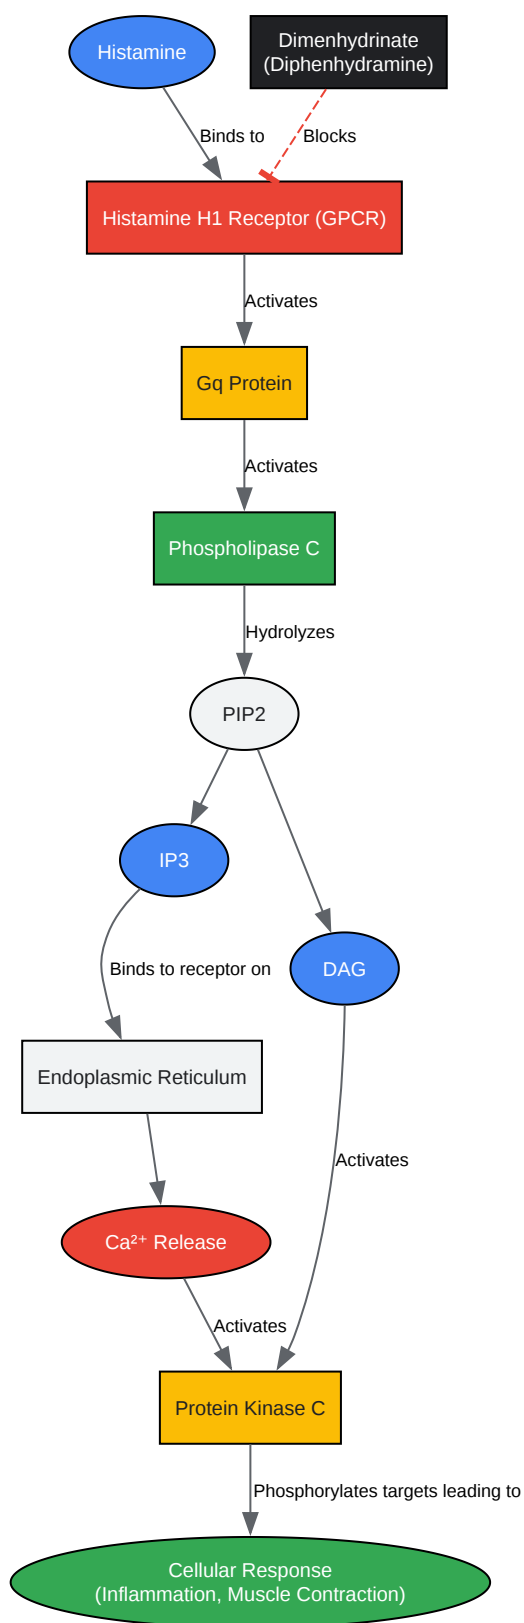 Histamine
Dimenhydrinate
(Diphenhydramine)
Binds to
Blocks
Histamine H1 Receptor (GPCR)
Activates
Gq Protein
Activates
Phospholipase C
Hydrolyzes
PIP2
IP3
DAG
Binds to receptor on
Endoplasmic Reticulum
Activates
Ca²⁺ Release
Activates
Protein Kinase C
Phosphorylates targets leading to
Cellular Response
(Inflammation, Muscle Contraction)